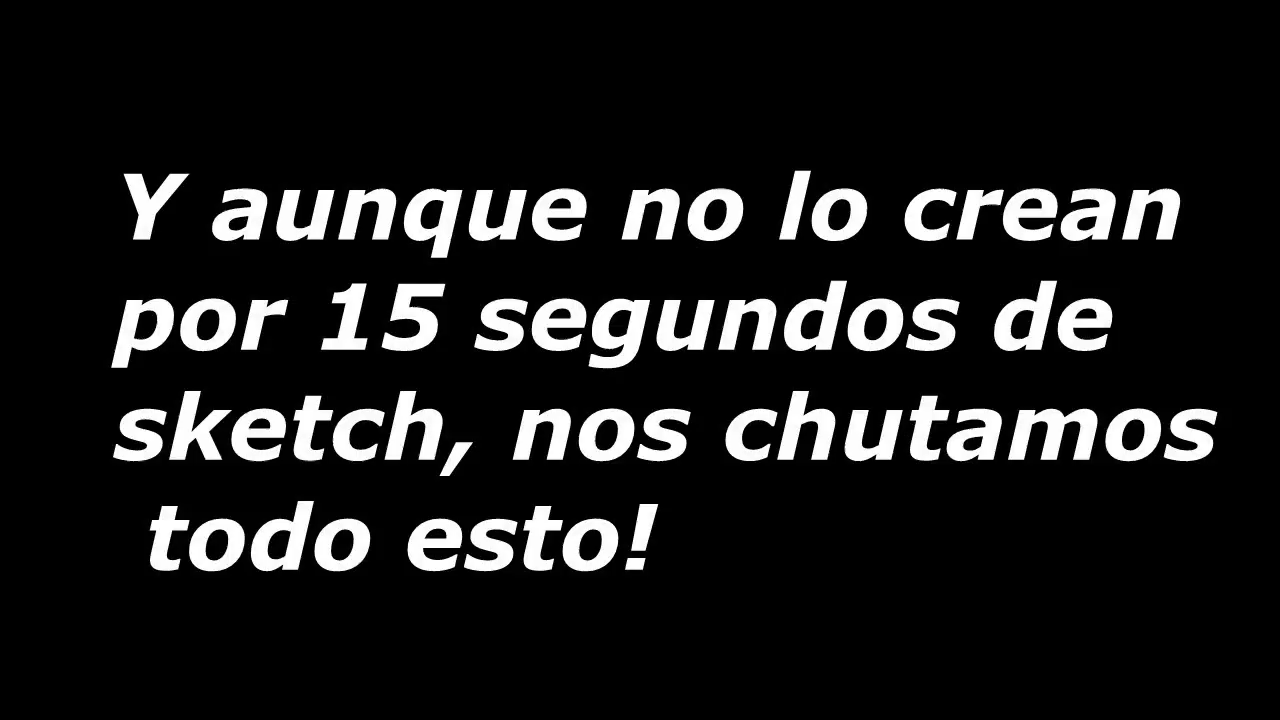 Y aunque no lo crean
por 15 segundos de
sketch, nos chutamos
todo esto!